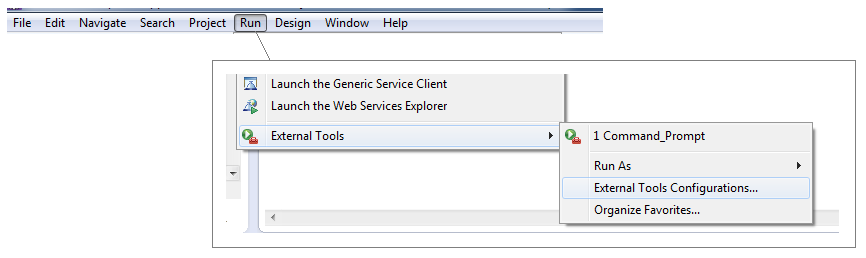 File Edit Navigate Search Project Run Design Window Help
Launch the Generic Service Client
Launch the Web Services Explorer
External Tools
1 Command_Prompt
Run As
External Tools Configurations...
Organize Favorites...